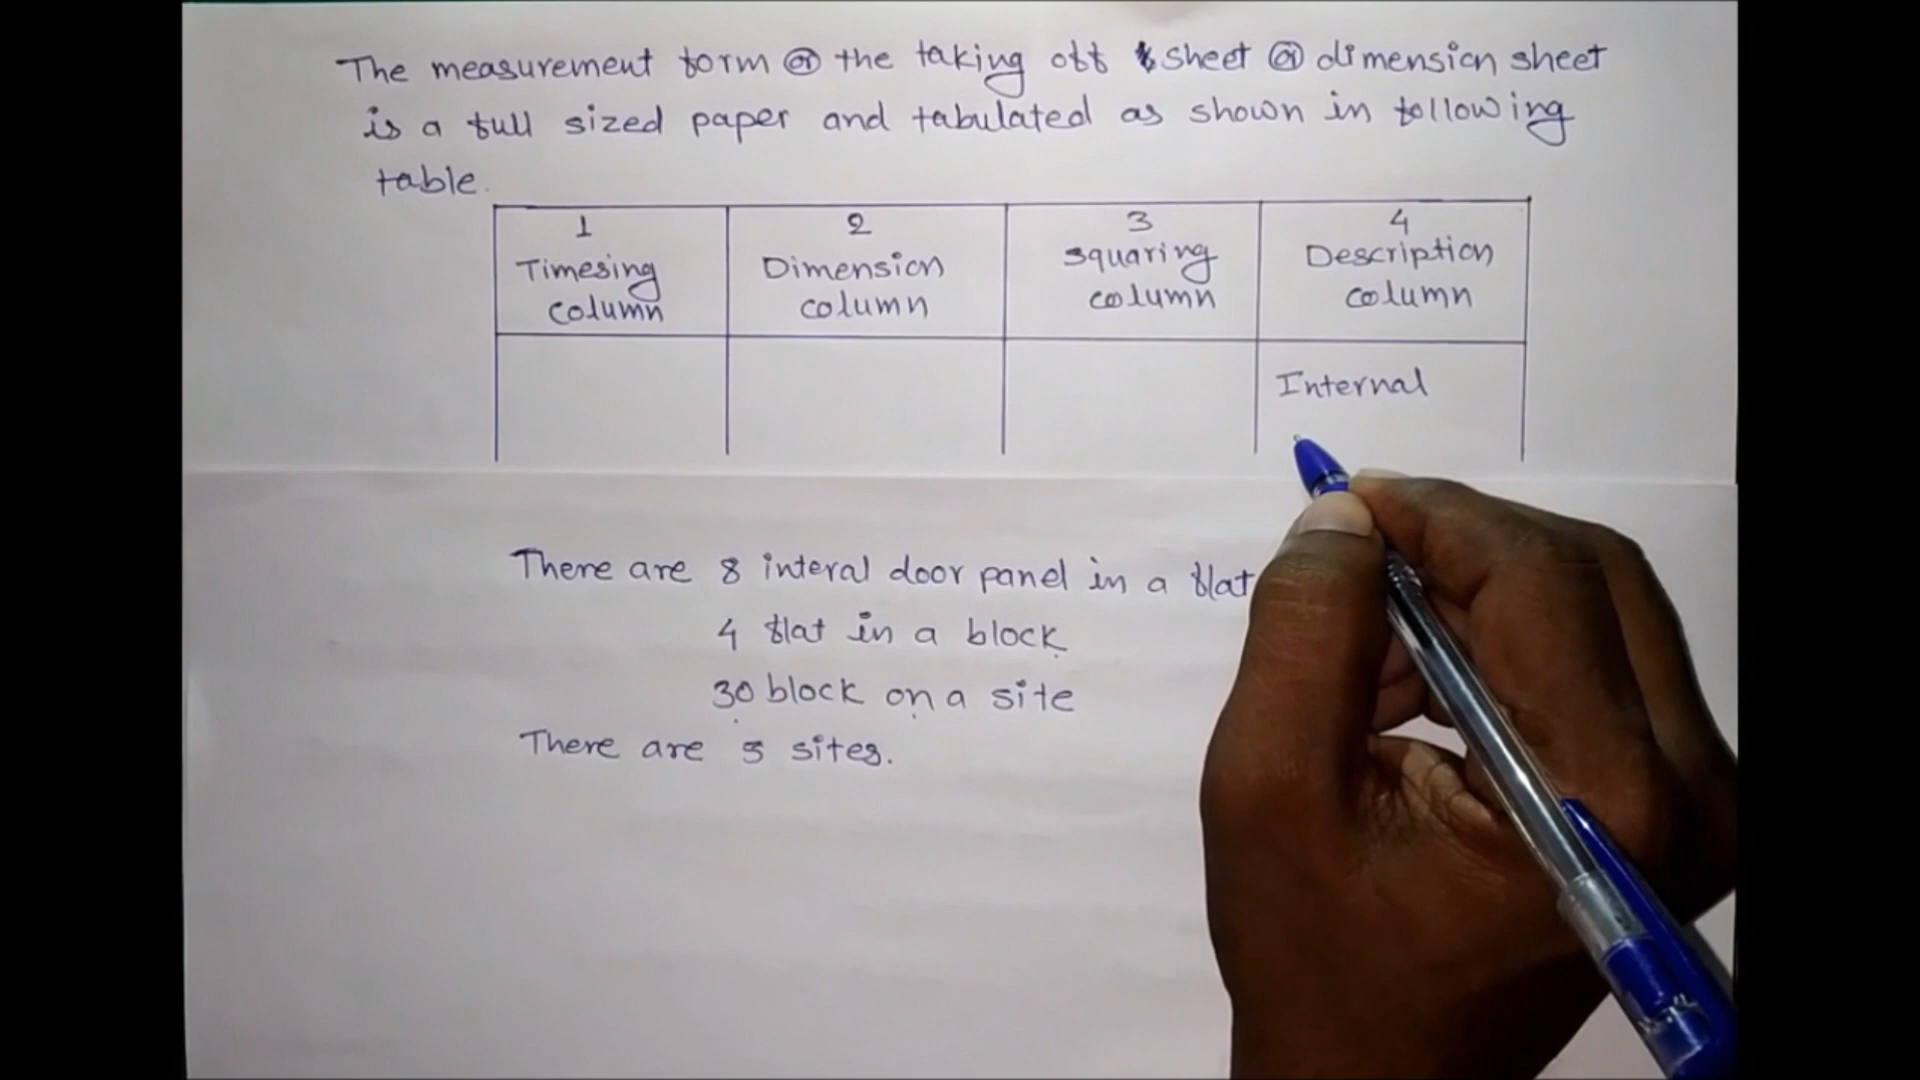 The measurement form or the taking off sheet or dimension sheet
is a full sized paper and tabulated as shown in following
table.
1 2 3 4
Timesing column Dimension column Squaring column Description column
Internal
There are 8 interal door panel in a flat
4 flat in a block
30 block on a site
There are 5 sites.